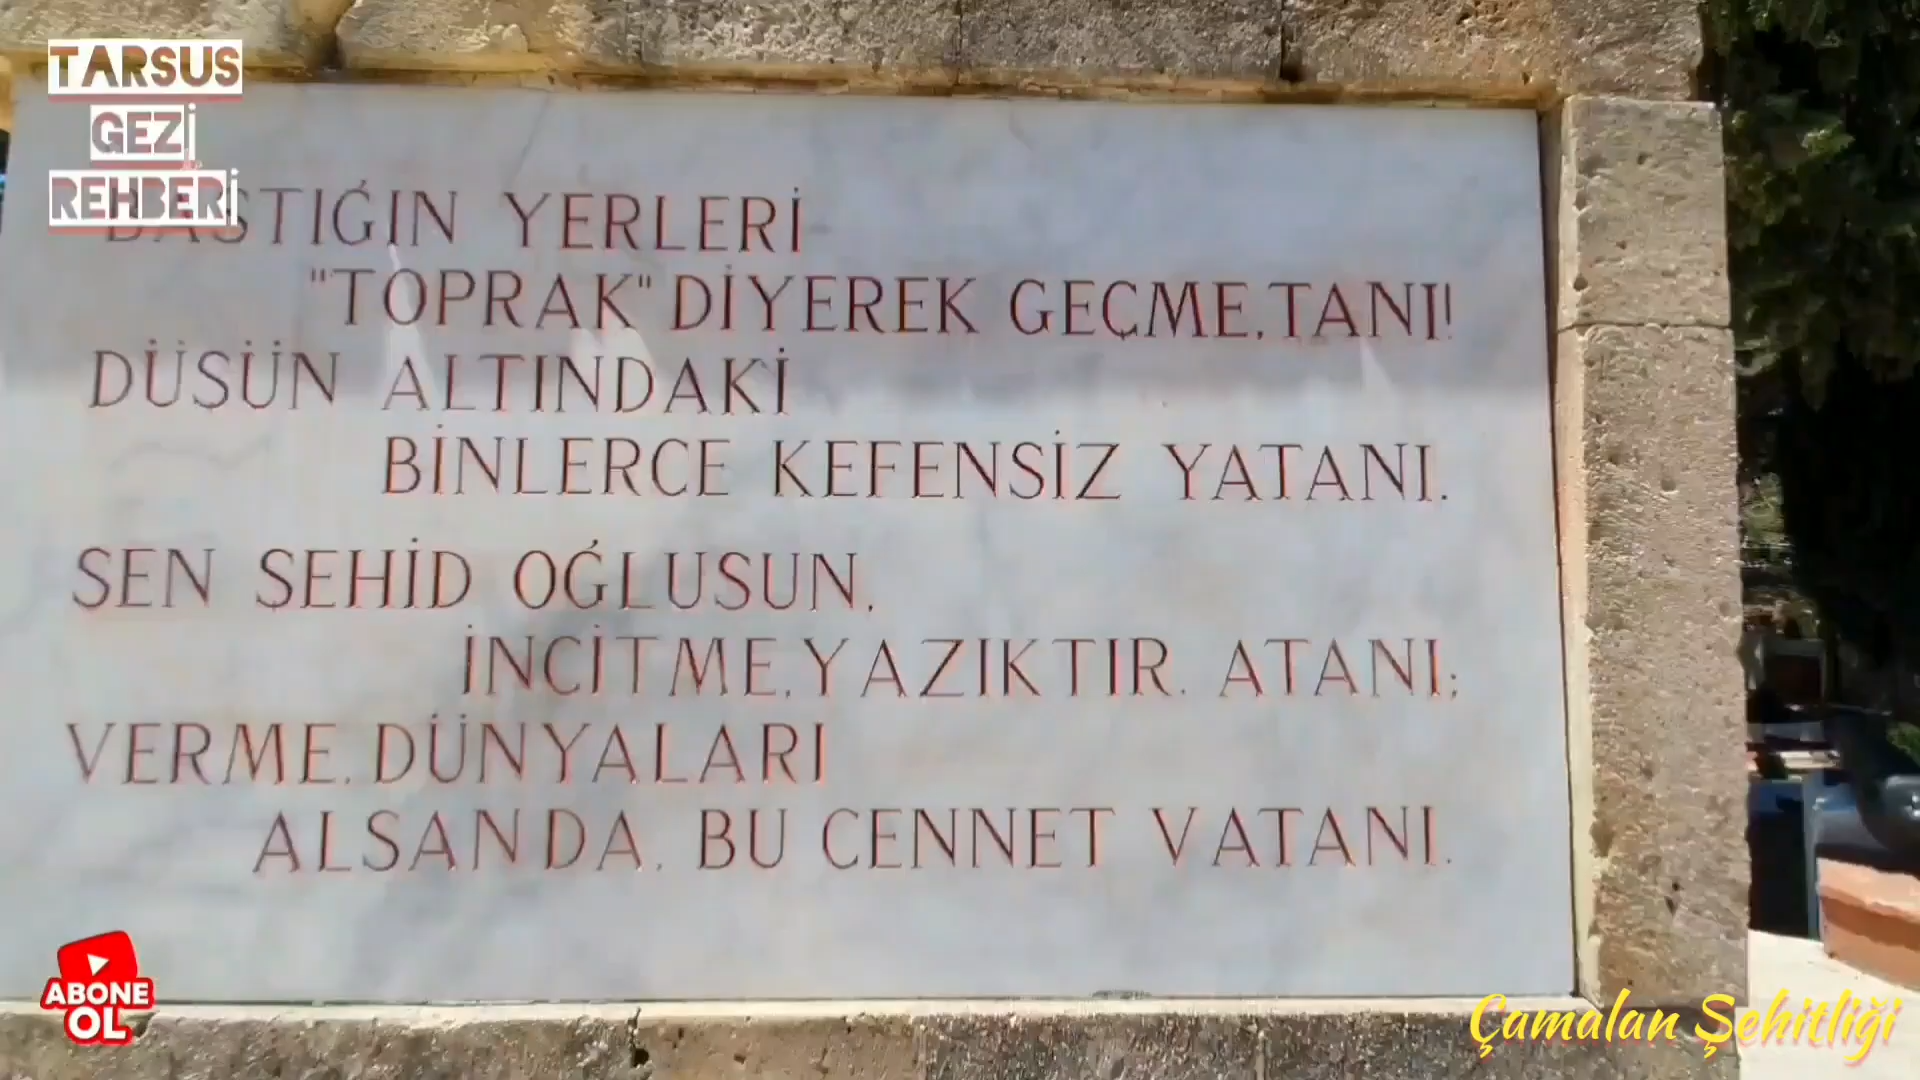 TARSUS
GEZİ
REHBERİ
BASTIĞIN YERLERİ
"TOPRAK" DİYEREK GEÇME, TANI!
DÜŞÜN ALTINDAKİ
BİNLERCE KEFENSİZ YATANI.
SEN ŞEHİD OĞLUSUN,
İNCİTME, YAZIKTIR, ATANI;
VERME, DÜNYALARI
ALSANDA, BU CENNET VATANI.
ABONE
OL
Çamalan Şehitliği